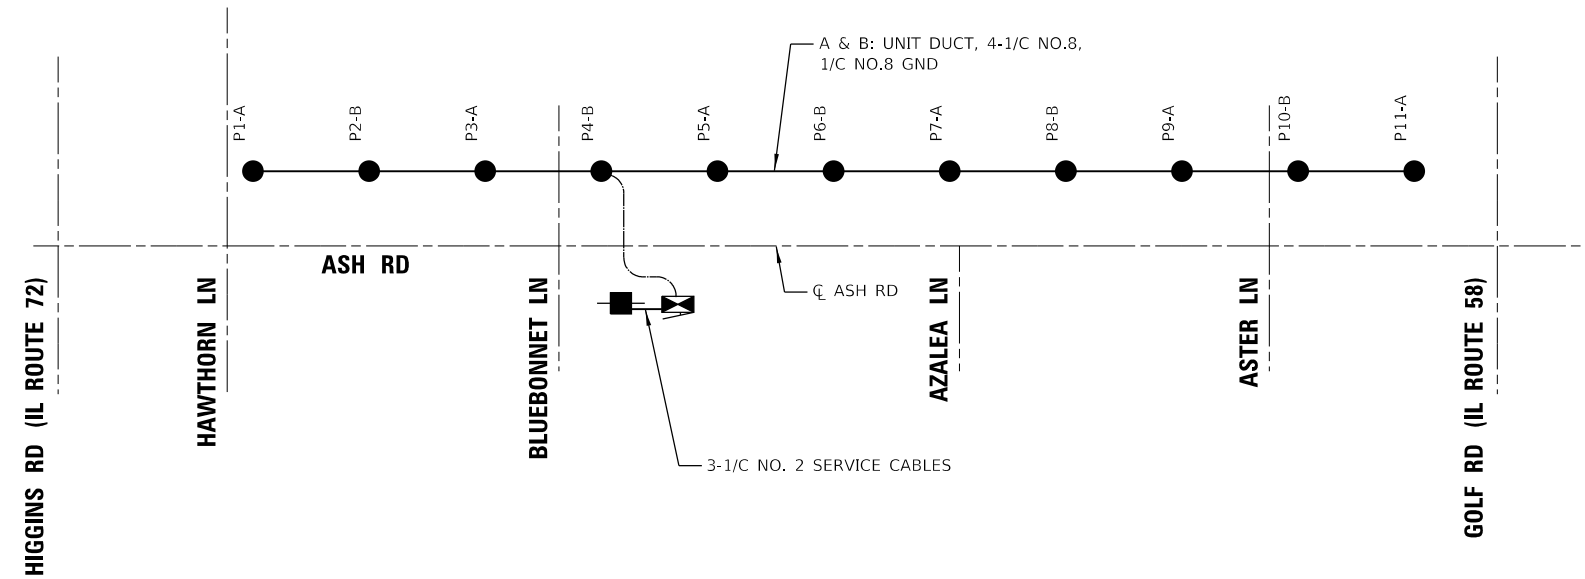 A & B: UNIT DUCT, 4-1/C NO.8,
1/C NO.8 GND
P1-A
P2-B
P3-A
P4-B
P5-A
P6-B
P7-A
P8-B
P9-A
P10-B
P11-A
ASH RD
℄ ASH RD
HIGGINS RD (IL ROUTE 72)
HAWTHORN LN
BLUEBONNET LN
AZALEA LN
ASTER LN
GOLF RD (IL ROUTE 58)
3-1/C NO. 2 SERVICE CABLES